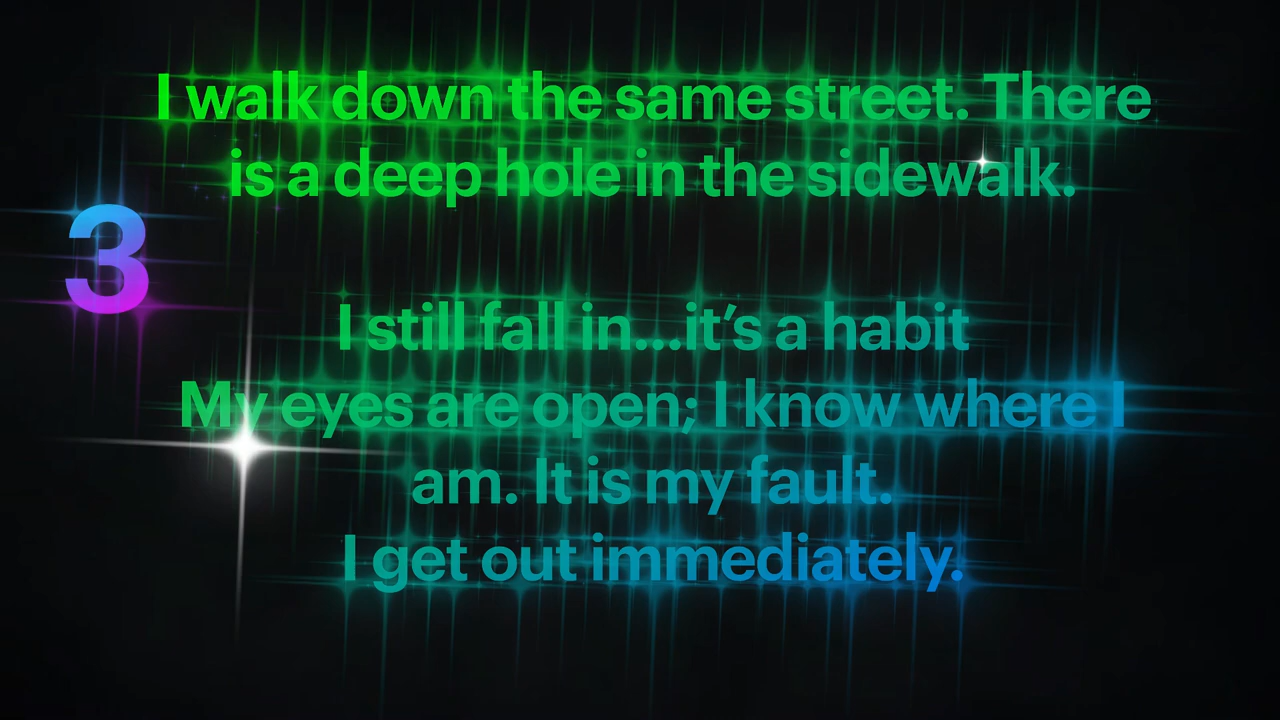 I walk down the same street. There
is a deep hole in the sidewalk.
3
I still fall in...it’s a habit
My eyes are open; I know where I
am. It is my fault.
I get out immediately.